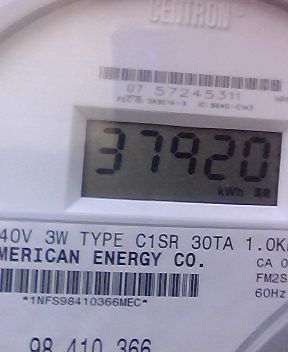 CENTRON®
07 57245311
37920
kWh
40V 3W TYPE C1SR 30TA 1.0K
MERICAN ENERGY CO.
CA 0
FM2S
60Hz
*1NFS98410366MEC*
98 410 366